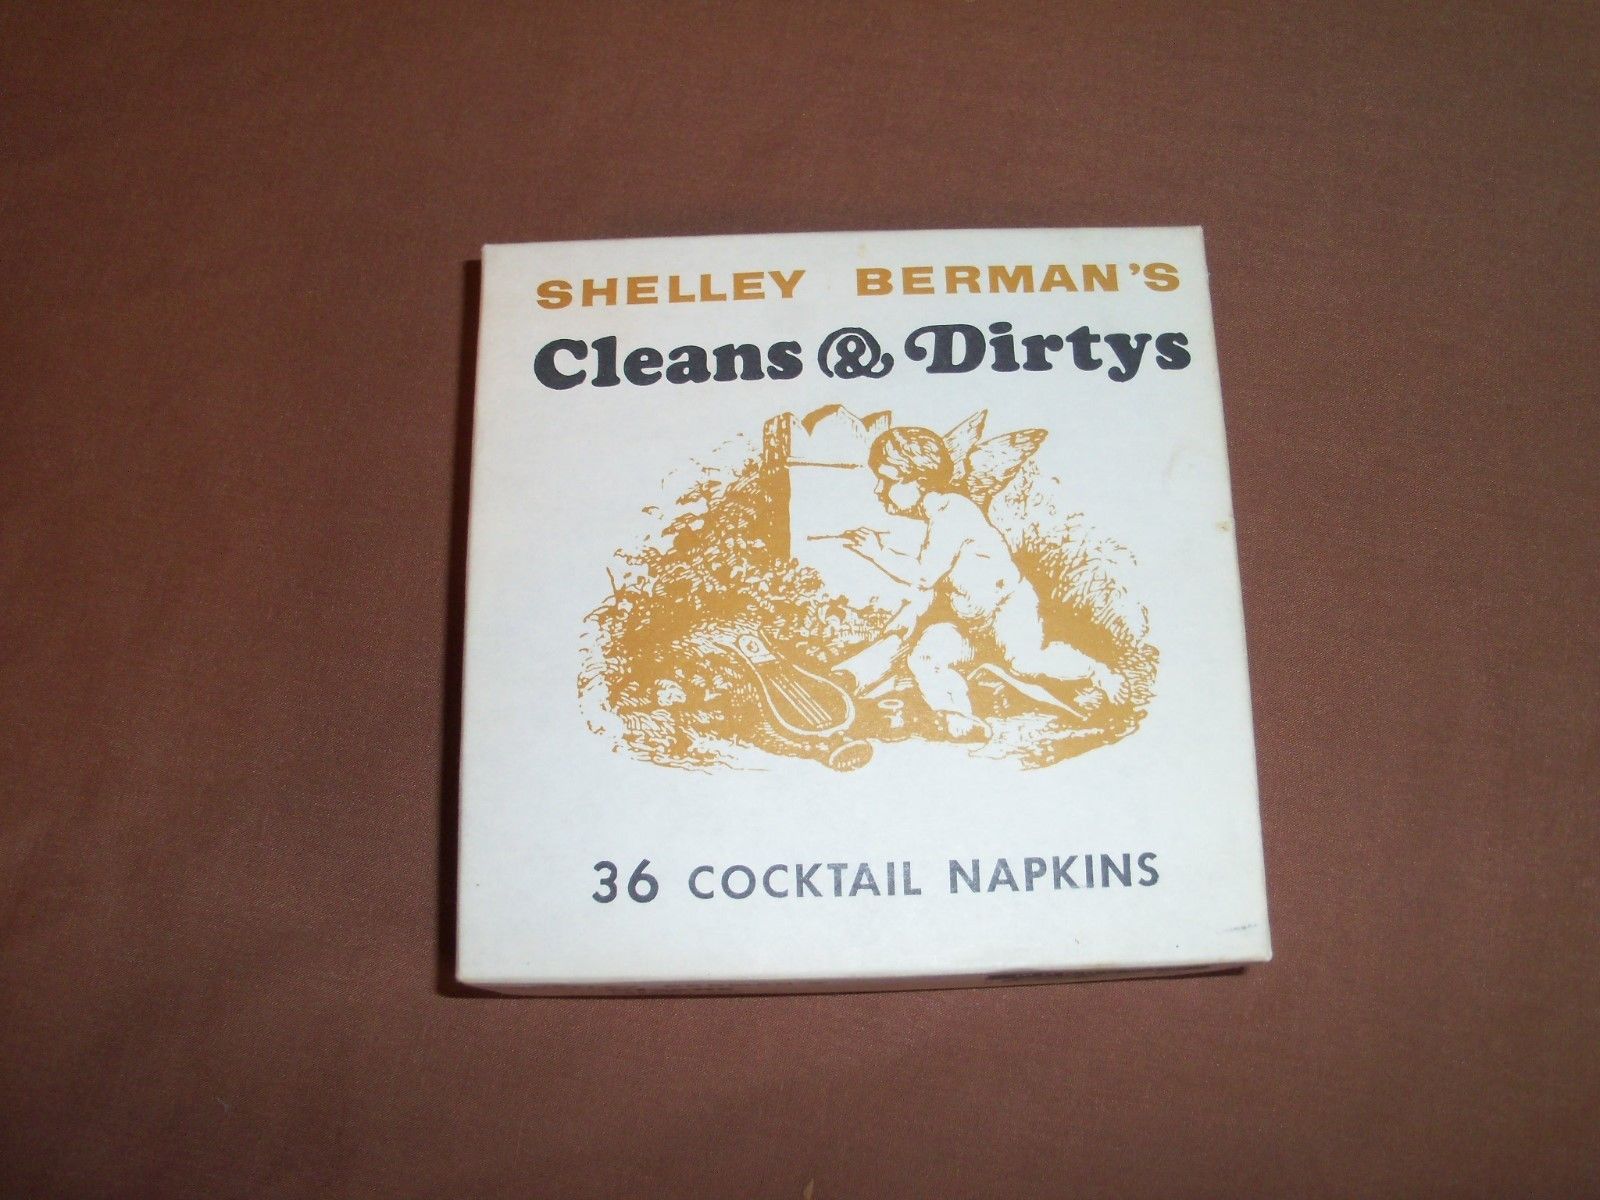 SHELLEY BERMAN'S
Cleans & Dirtys
36 COCKTAIL NAPKINS